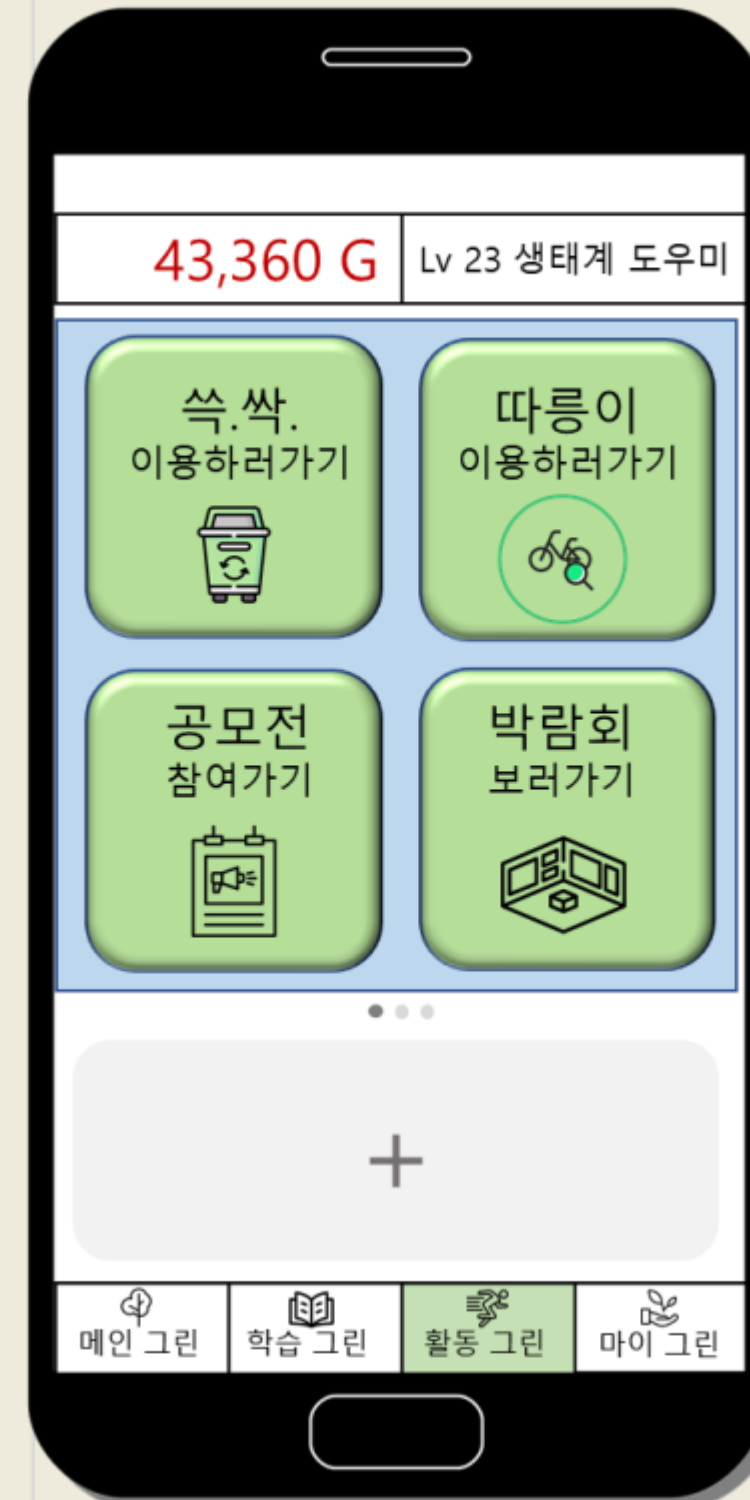 43,360 G
Lv 23 생태계 도우미
쓱.싹.
이용하러가기
따릉이
이용하러가기
공모전
참여가기
박람회
보러가기
+
메인 그린
학습 그린
활동 그린
마이 그린